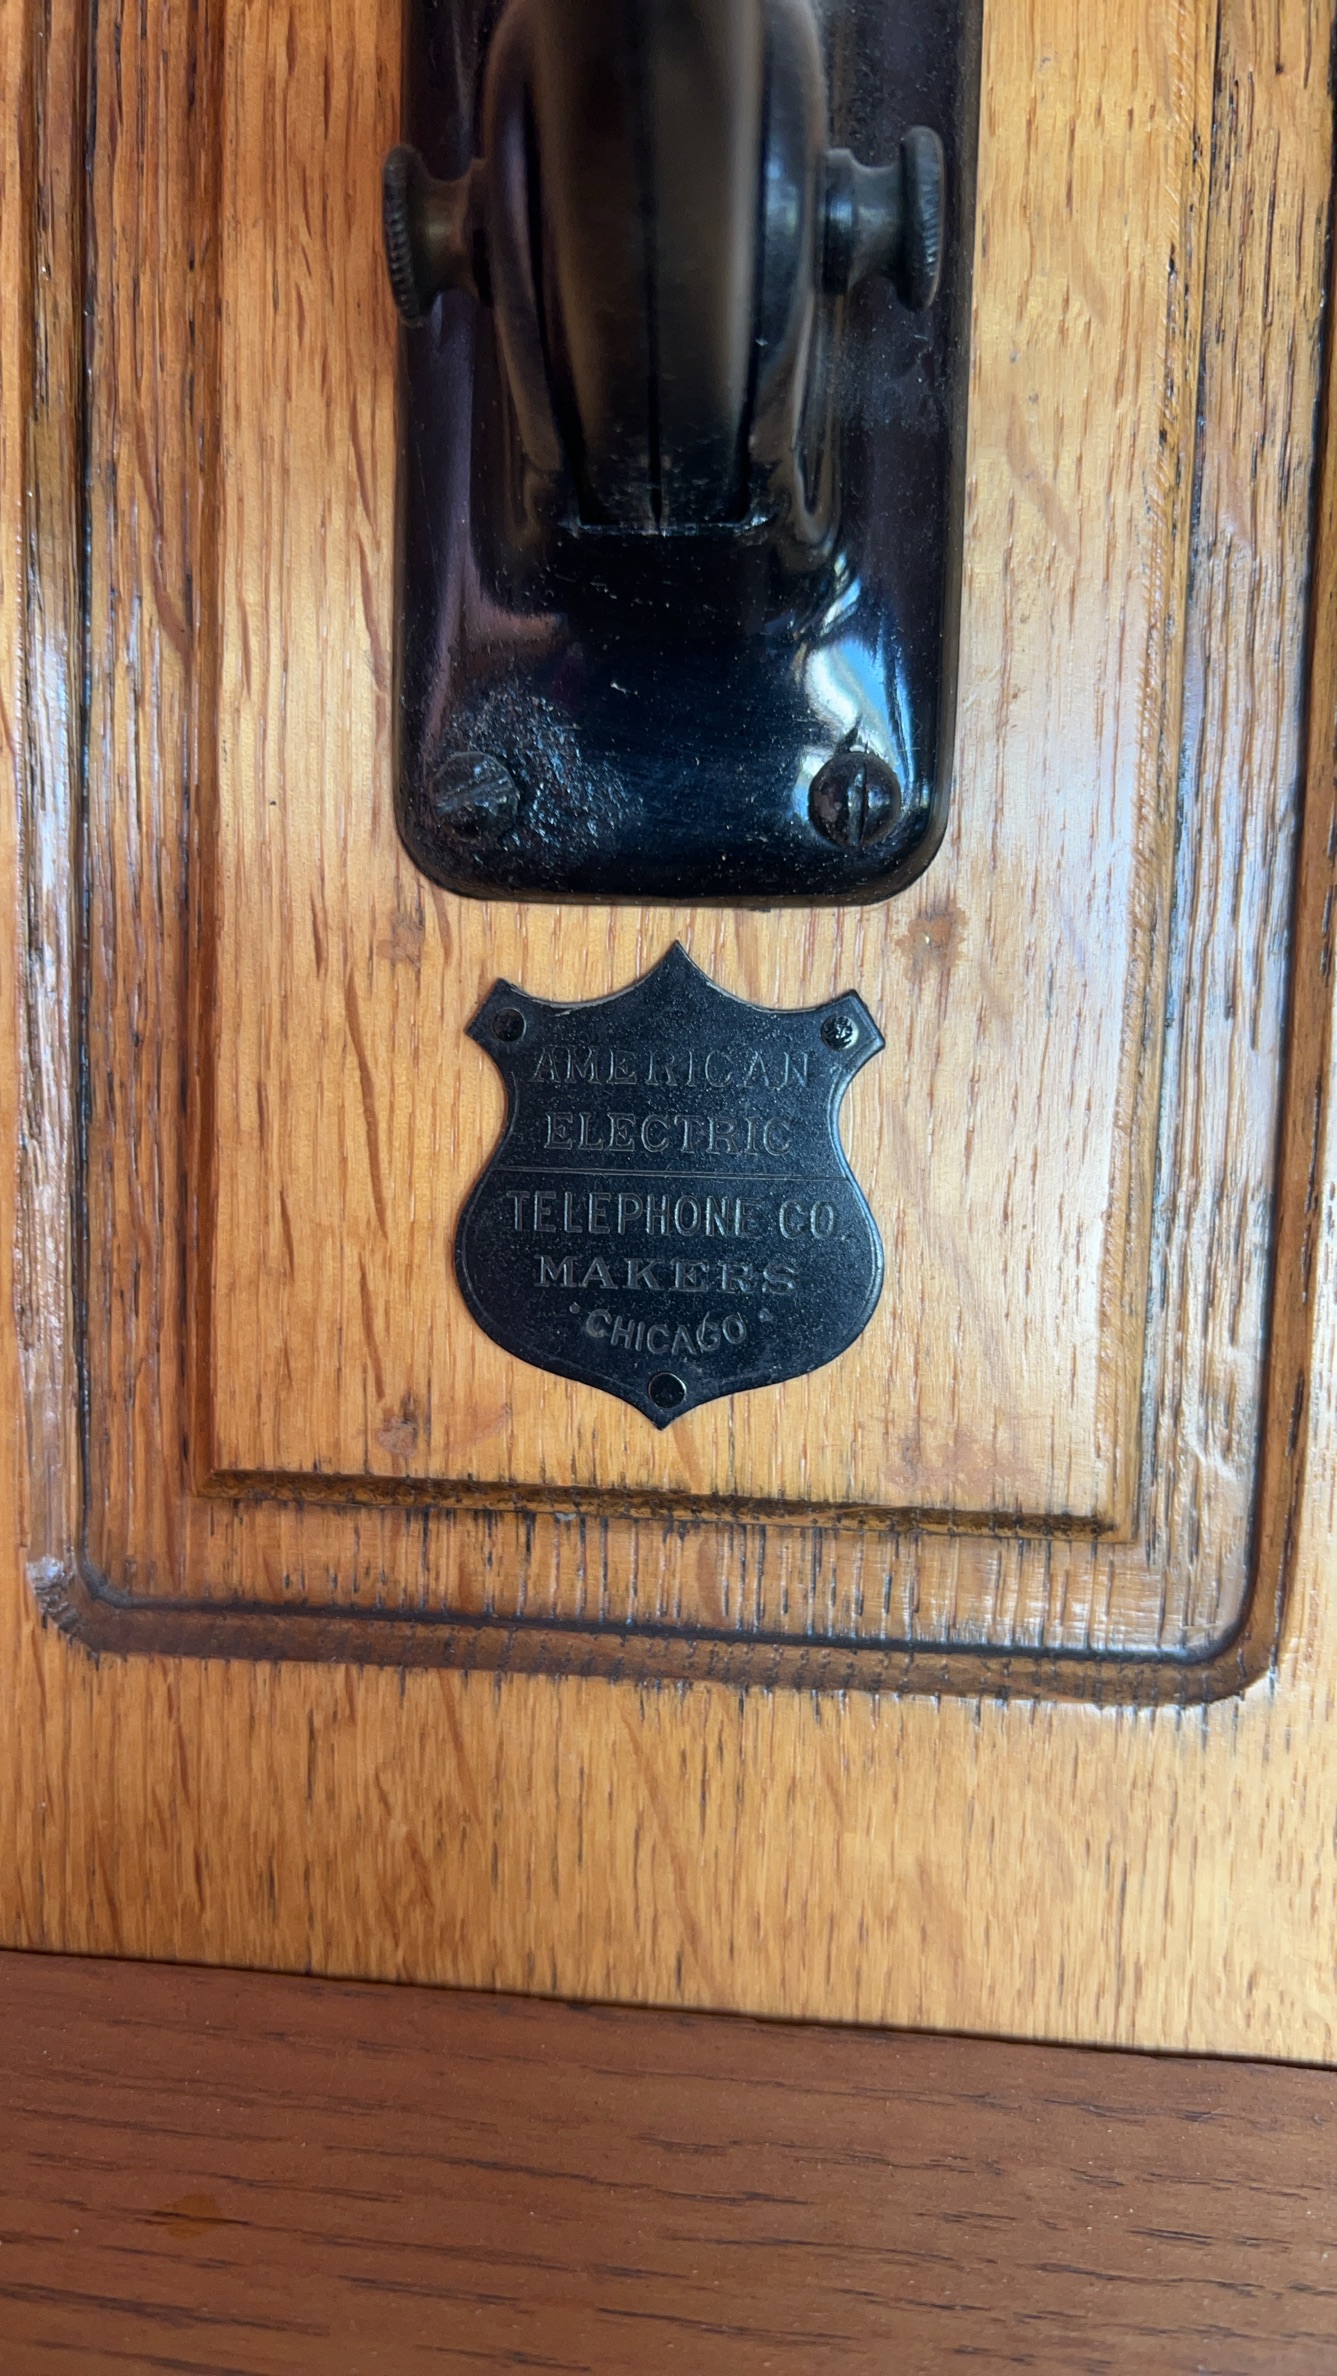 AMERICAN
ELECTRIC
TELEPHONE CO.
MAKERS
CHICAGO